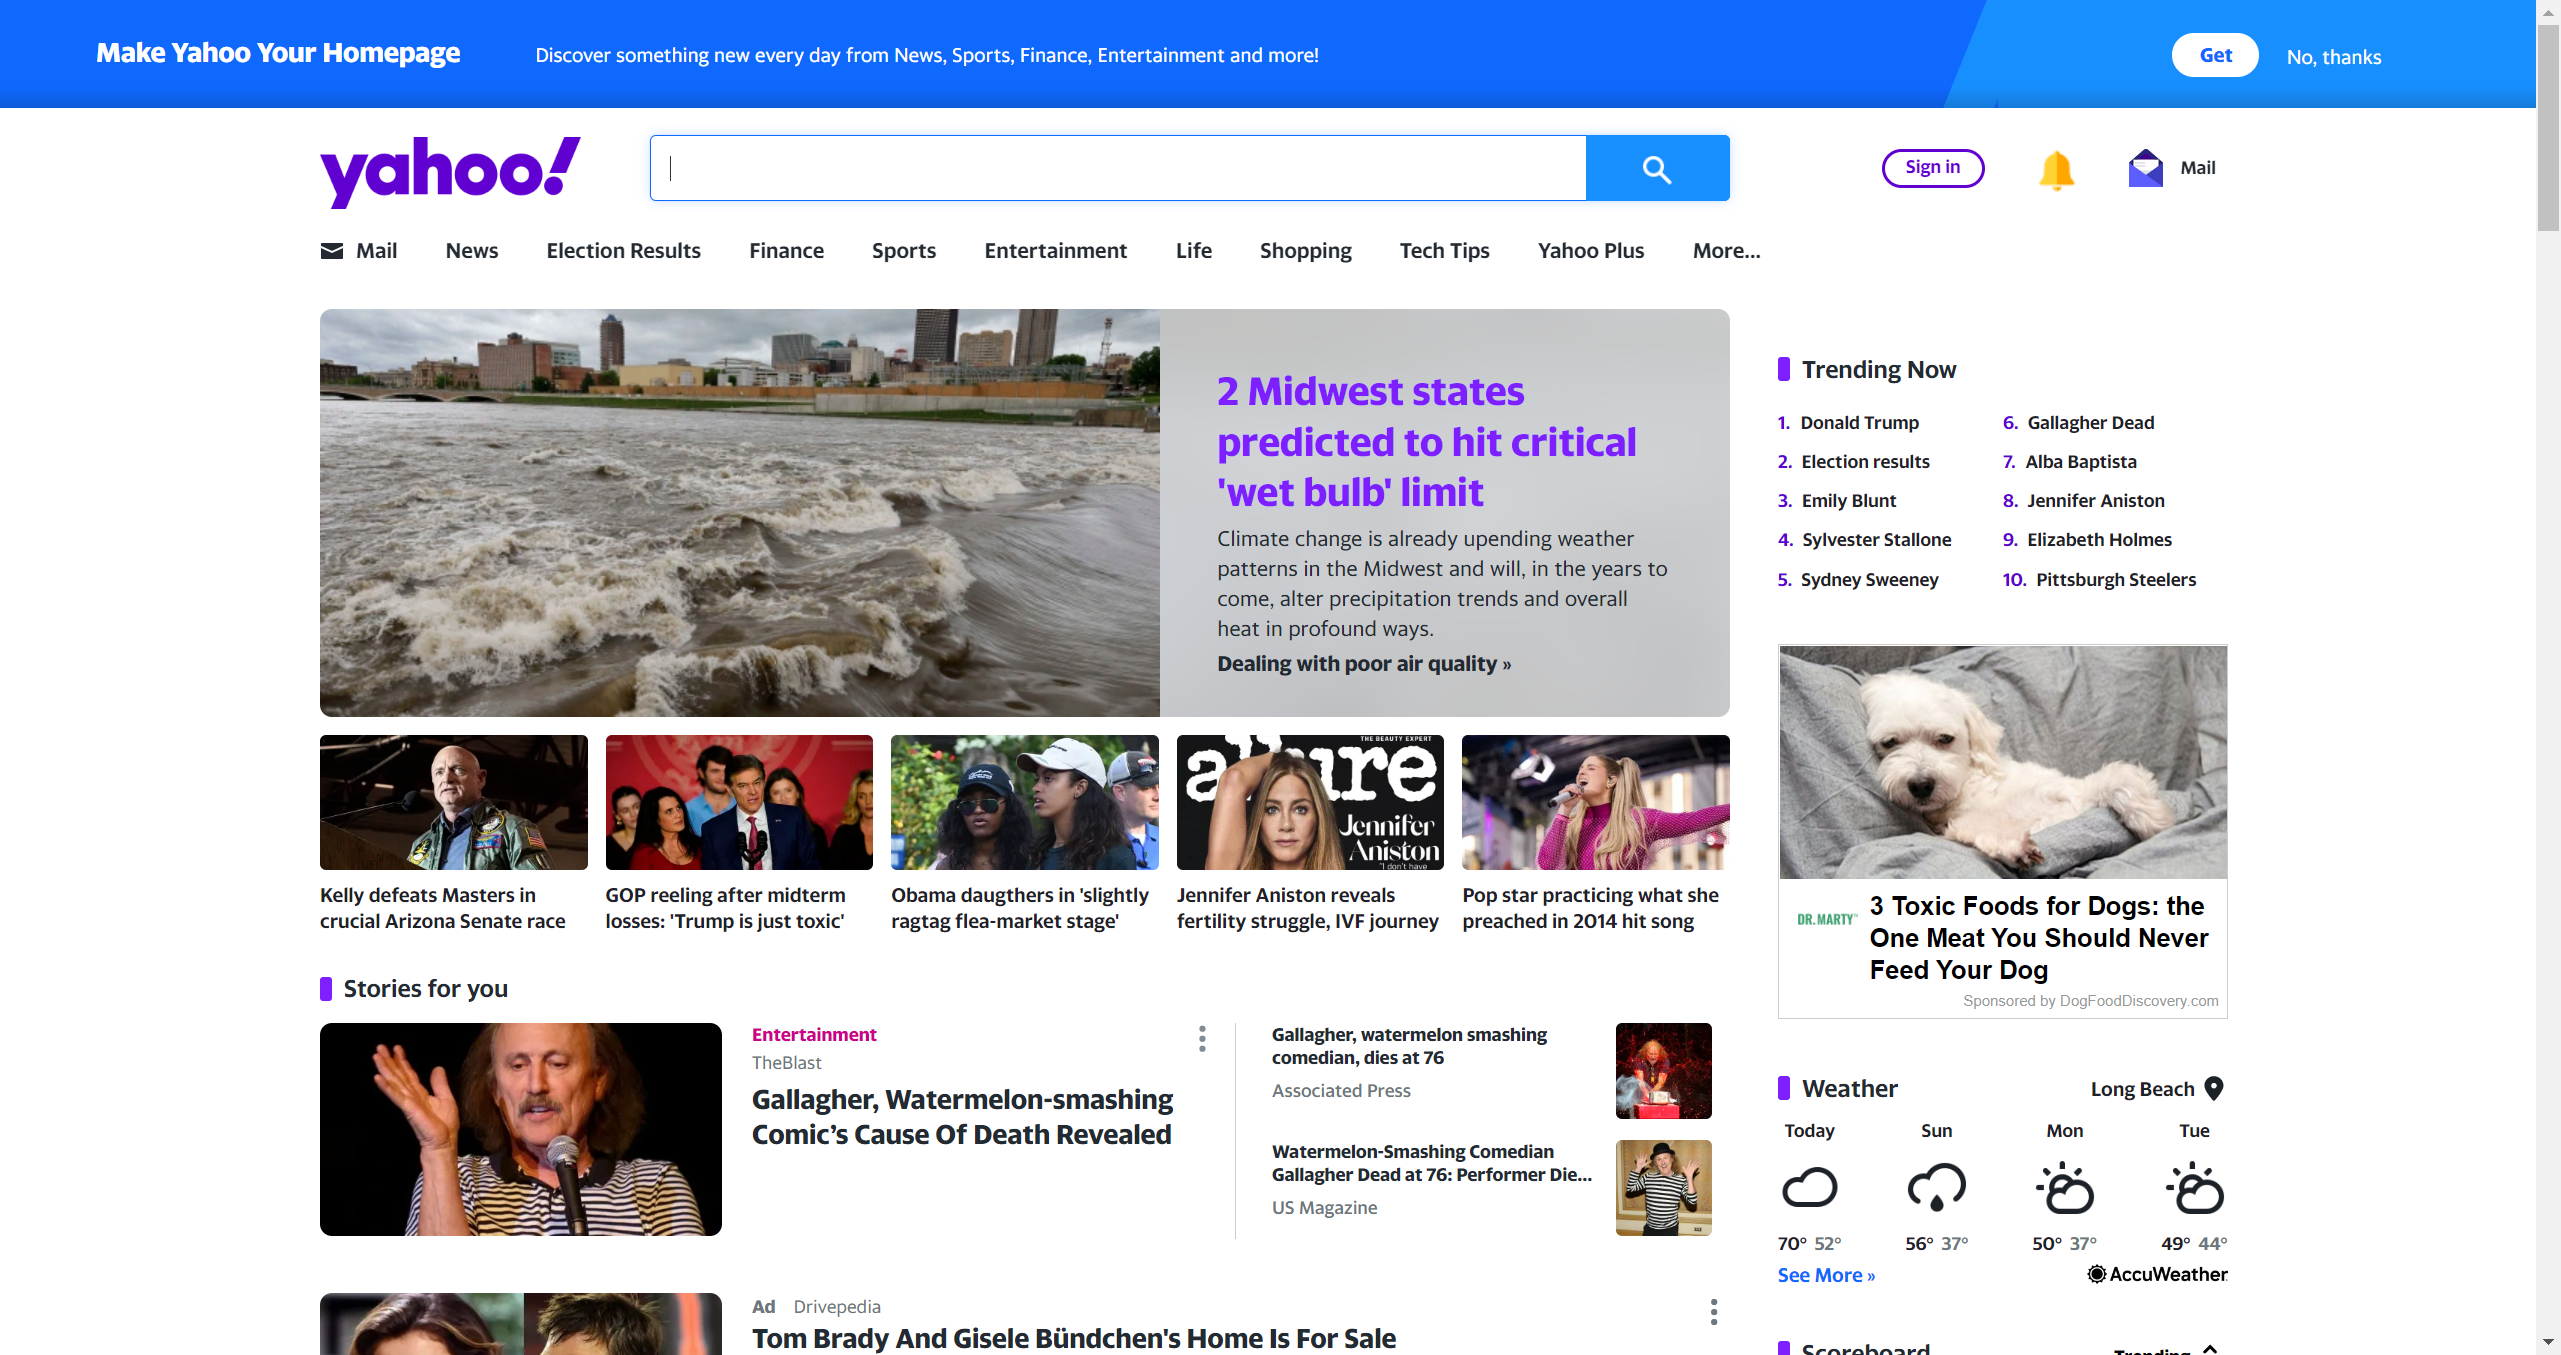 Make Yahoo Your Homepage
Discover something new every day from News, Sports, Finance, Entertainment and more!
Get
No, thanks
yahoo!
Sign in
Mail
Mail
News
Election Results
Finance
Sports
Entertainment
Life
Shopping
Tech Tips
Yahoo Plus
More...
2 Midwest states
predicted to hit critical
'wet bulb' limit
Climate change is already upending weather
patterns in the Midwest and will, in the years to
come, alter precipitation trends and overall
heat in profound ways.
Dealing with poor air quality »
THE BEAUTY EXPERT
allure
Jennifer
Aniston
"I don't have
Kelly defeats Masters in
crucial Arizona Senate race
GOP reeling after midterm
losses: 'Trump is just toxic'
Obama daugthers in 'slightly
ragtag flea-market stage'
Jennifer Aniston reveals
fertility struggle, IVF journey
Pop star practicing what she
preached in 2014 hit song
Stories for you
Entertainment
TheBlast
Gallagher, Watermelon-smashing
Comic's Cause Of Death Revealed
Gallagher, watermelon smashing
comedian, dies at 76
Associated Press
Watermelon-Smashing Comedian
Gallagher Dead at 76: Performer Die...
US Magazine
Ad Drivepedia
Tom Brady And Gisele Bündchen's Home Is For Sale
Trending Now
1. Donald Trump
2. Election results
3. Emily Blunt
4. Sylvester Stallone
5. Sydney Sweeney
6. Gallagher Dead
7. Alba Baptista
8. Jennifer Aniston
9. Elizabeth Holmes
10. Pittsburgh Steelers
DR. MARTY™
3 Toxic Foods for Dogs: the
One Meat You Should Never
Feed Your Dog
Sponsored by DogFoodDiscovery.com
Weather
Long Beach
Today Sun Mon Tue
70° 52° 56° 37° 50° 37° 49° 44°
See More »
AccuWeather
Scoreboard
Trending